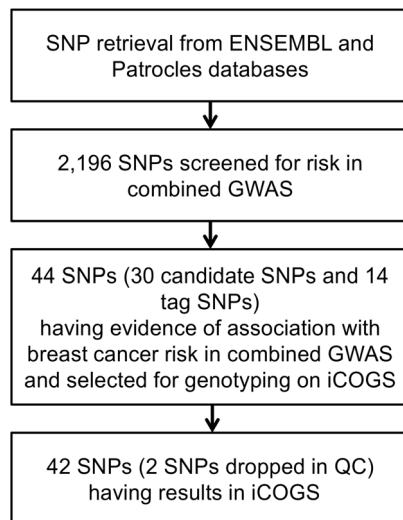 SNP retrieval from ENSEMBL and
Patrocles databases
2,196 SNPs screened for risk in
combined GWAS
44 SNPs (30 candidate SNPs and 14
tag SNPs)
having evidence of association with
breast cancer risk in combined GWAS
and selected for genotyping on iCOGS
42 SNPs (2 SNPs dropped in QC)
having results in iCOGS